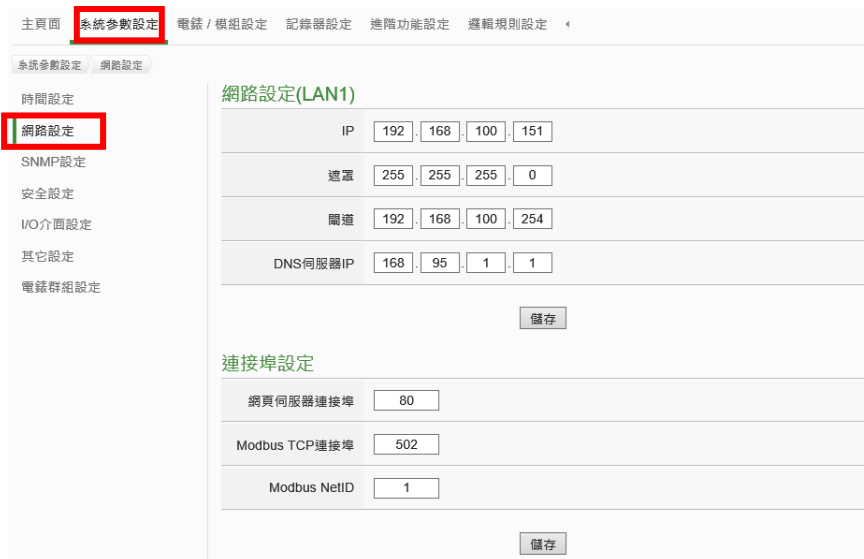 主頁面 系統參數設定 電錶 / 模組設定 記錄器設定 進階功能設定 邏輯規則設定
系統參數設定 網路設定
時間設定
網路設定
SNMP設定
安全設定
I/O介面設定
其它設定
電錶群組設定
網路設定(LAN1)
IP 192 . 168 . 100 . 151
遮罩 255 . 255 . 255 . 0
閘道 192 . 168 . 100 . 254
DNS伺服器IP 168 . 95 . 1 . 1
儲存
連接埠設定
網頁伺服器連接埠 80
Modbus TCP連接埠 502
Modbus NetID 1
儲存